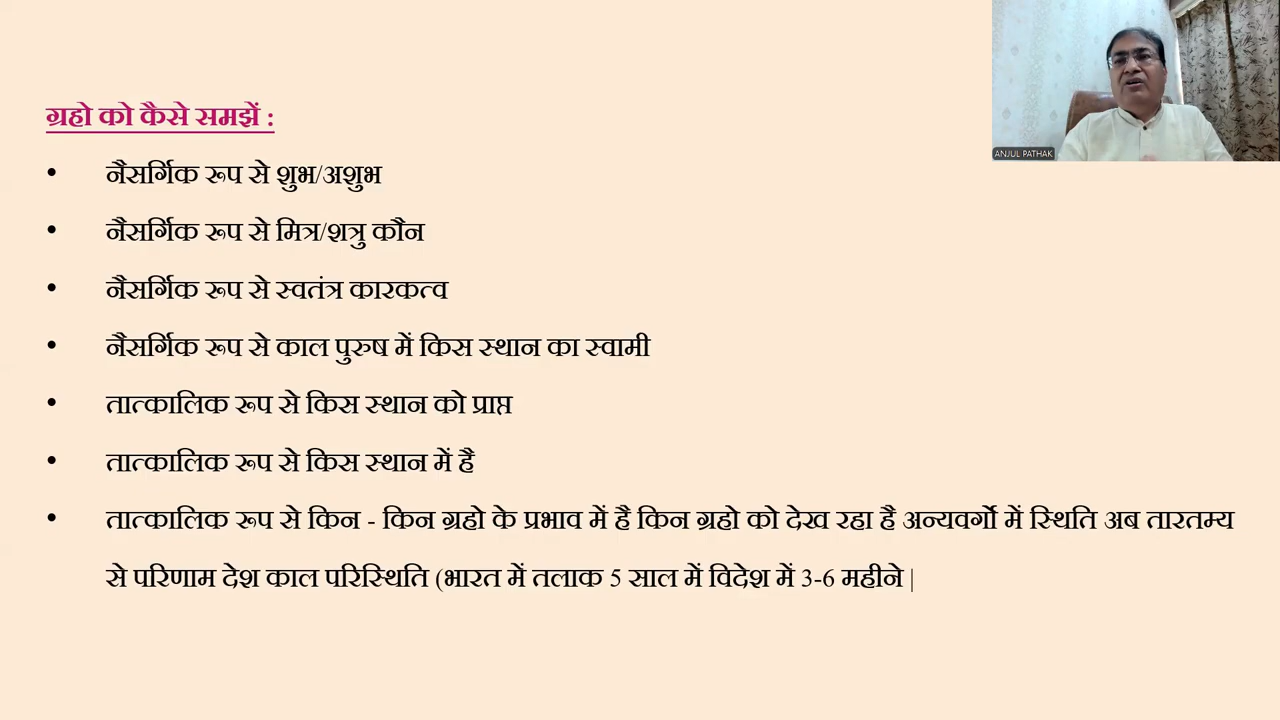 ग्रहो को कैसे समझें :
• नैसर्गिक रूप से शुभ/अशुभ
• नैसर्गिक रूप से मित्र/शत्रु कौन
• नैसर्गिक रूप से स्वतंत्र कारकत्व
• नैसर्गिक रूप से काल पुरुष में किस स्थान का स्वामी
• तात्कालिक रूप से किस स्थान को प्राप्त
• तात्कालिक रूप से किस स्थान में है
• तात्कालिक रूप से किन - किन ग्रहो के प्रभाव में है किन ग्रहो को देख रहा है अन्यवर्गो में स्थिति अब तारतम्य
से परिणाम देश काल परिस्थिति (भारत में तलाक 5 साल में विदेश में 3-6 महीने |
ANJUL PATHAK